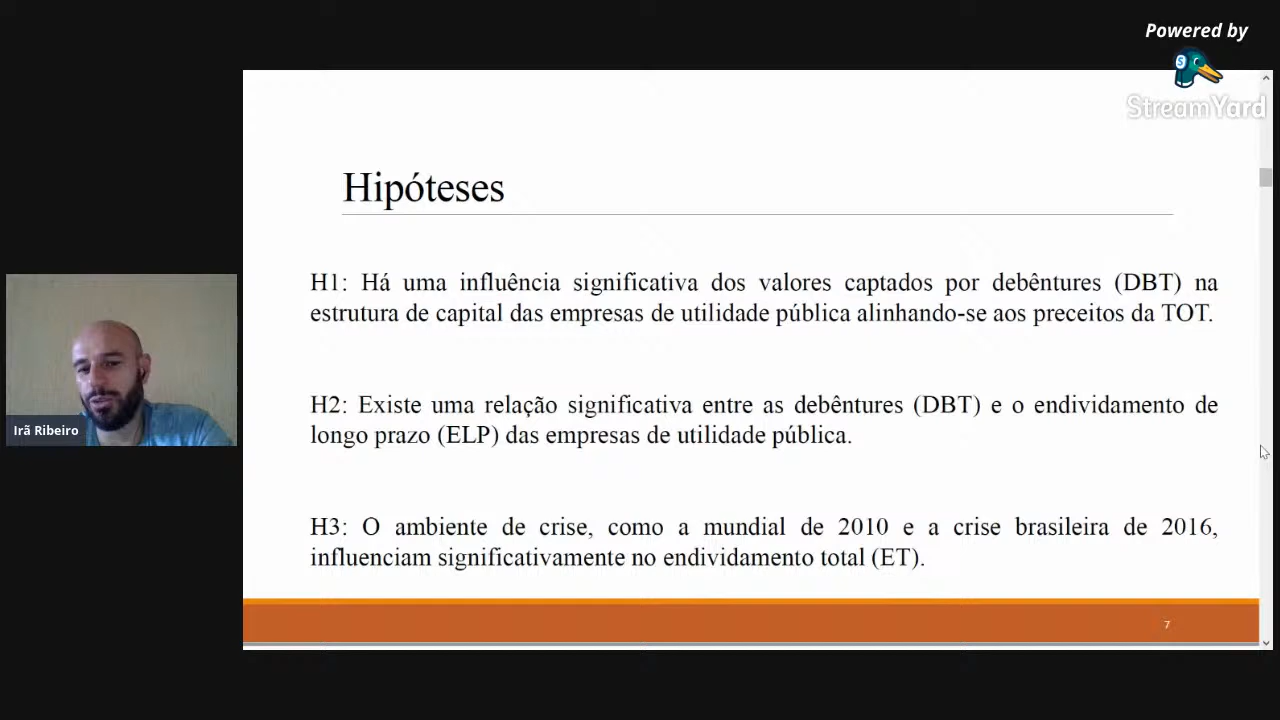 Powered by
StreamYard
Hipóteses
H1: Há uma influência significativa dos valores captados por debêntures (DBT) na
estrutura de capital das empresas de utilidade pública alinhando-se aos preceitos da TOT.
H2: Existe uma relação significativa entre as debêntures (DBT) e o endividamento de
longo prazo (ELP) das empresas de utilidade pública.
H3: O ambiente de crise, como a mundial de 2010 e a crise brasileira de 2016,
influenciam significativamente no endividamento total (ET).
7
Irã Ribeiro